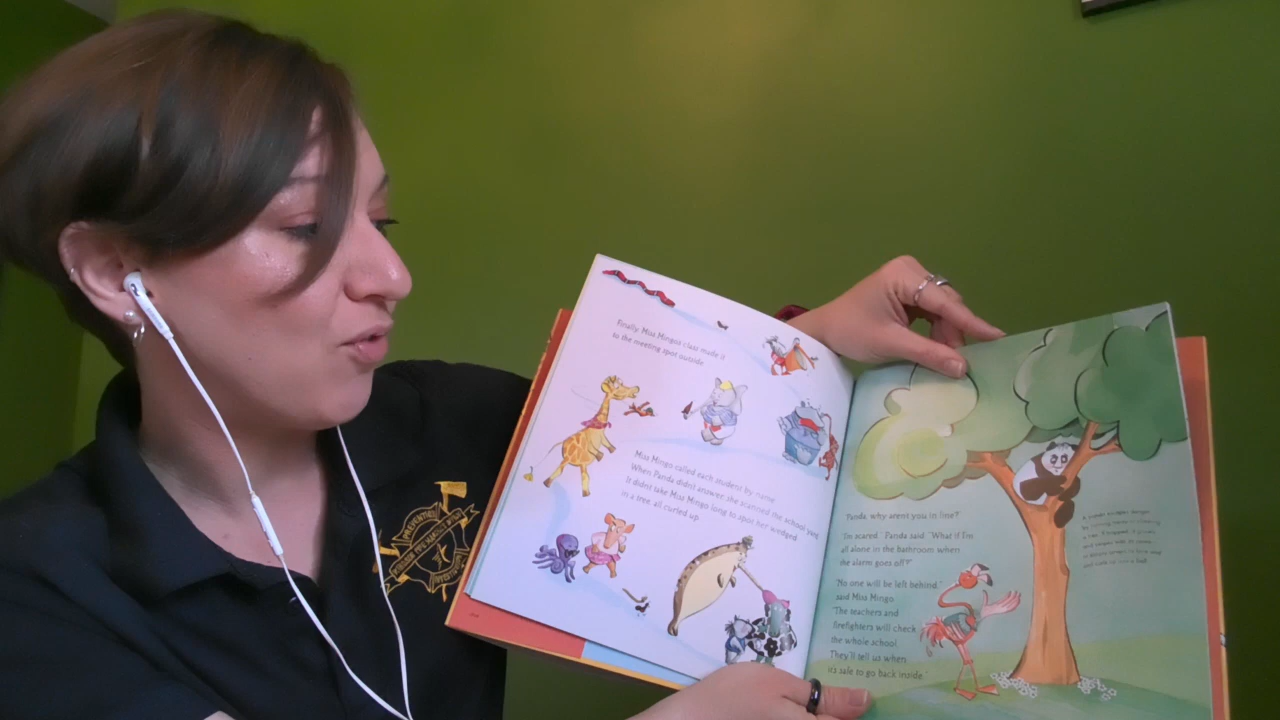 Finally, Miss Mingo's class made it
to the meeting spot outside.
Miss Mingo called each student by name.
When Panda didn't answer, she scanned the school yard.
It didn't take Miss Mingo long to spot her wedged
in a tree, all curled up.
"Panda, why aren't you in line?"
"I'm scared," Panda said. "What if I'm
all alone in the bathroom when
the alarm goes off?"
"No one will be left behind,"
said Miss Mingo.
"The teachers and
firefighters will check
the whole school.
They'll tell us when
it's safe to go back inside."